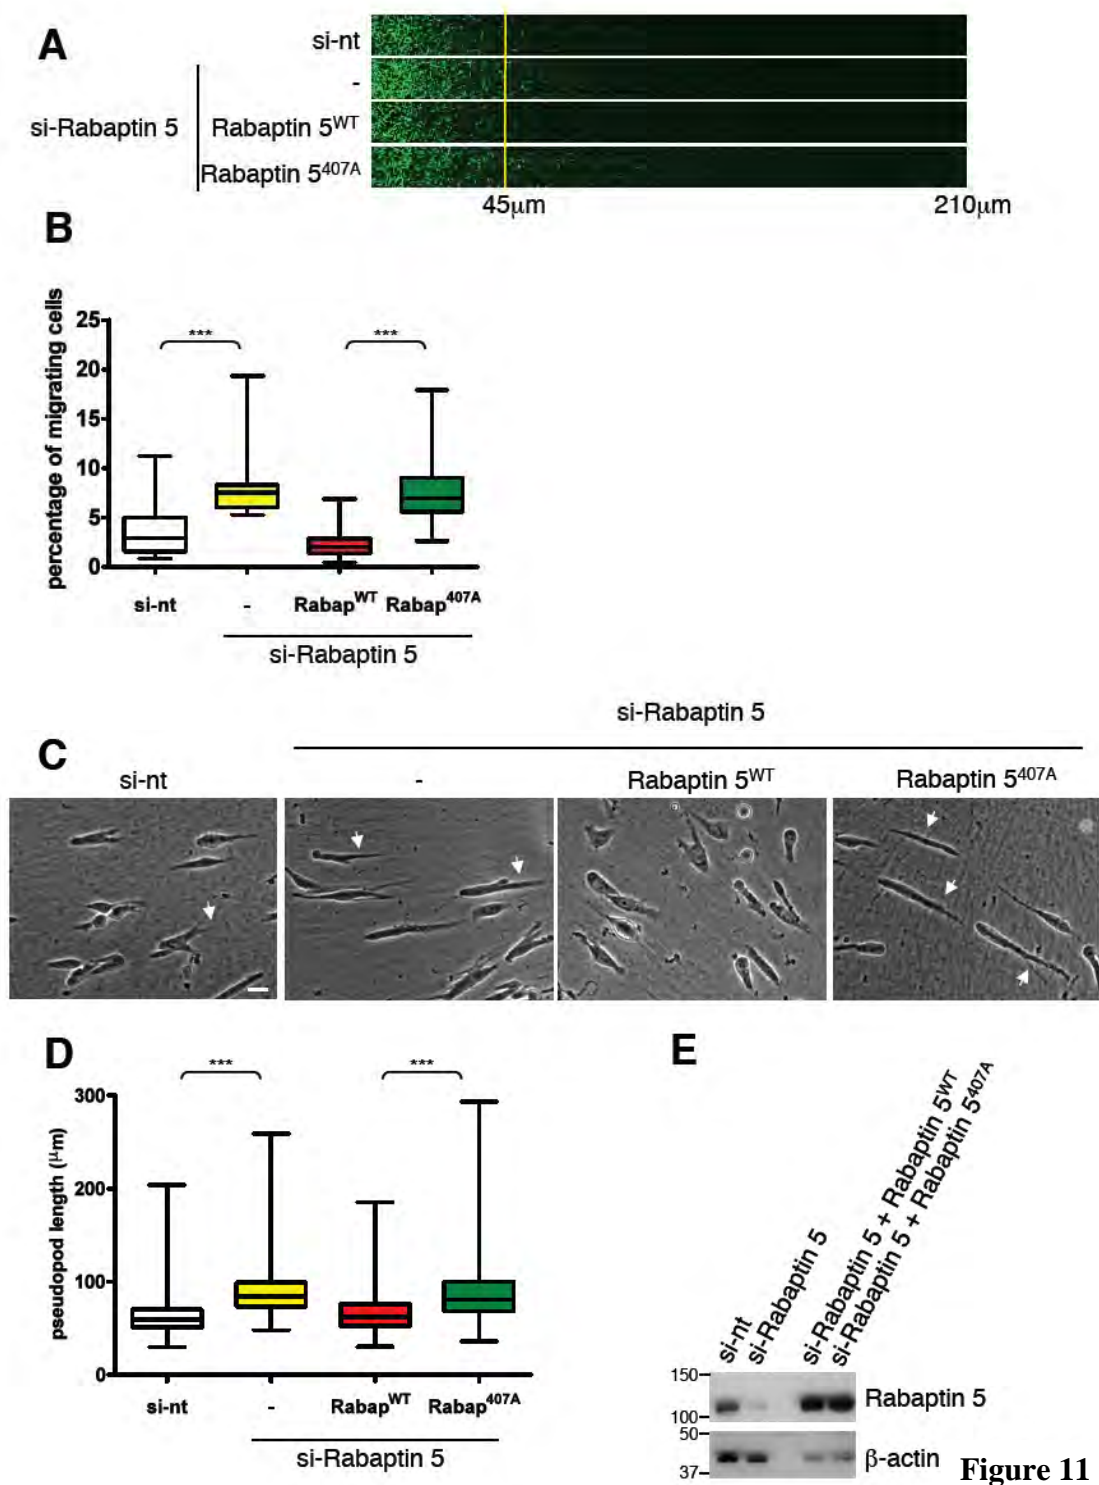 A
si-nt
-
si-Rabaptin 5
Rabaptin 5WT
Rabaptin 5407A
45μm
210μm
B
percentage of migrating cells
25
20
15
10
5
0
***
***
si-nt
-
RabapWT
Rabap407A
si-Rabaptin 5
si-Rabaptin 5
C
si-nt
-
Rabaptin 5WT
Rabaptin 5407A
D
pseudopod length (μm)
300
200
100
0
***
***
si-nt
-
RabapWT
Rabap407A
si-Rabaptin 5
E
si-nt
si-Rabaptin 5
si-Rabaptin 5 + Rabaptin 5WT
si-Rabaptin 5 + Rabaptin 5407A
150
100
Rabaptin 5
50
37
β-actin
Figure 11